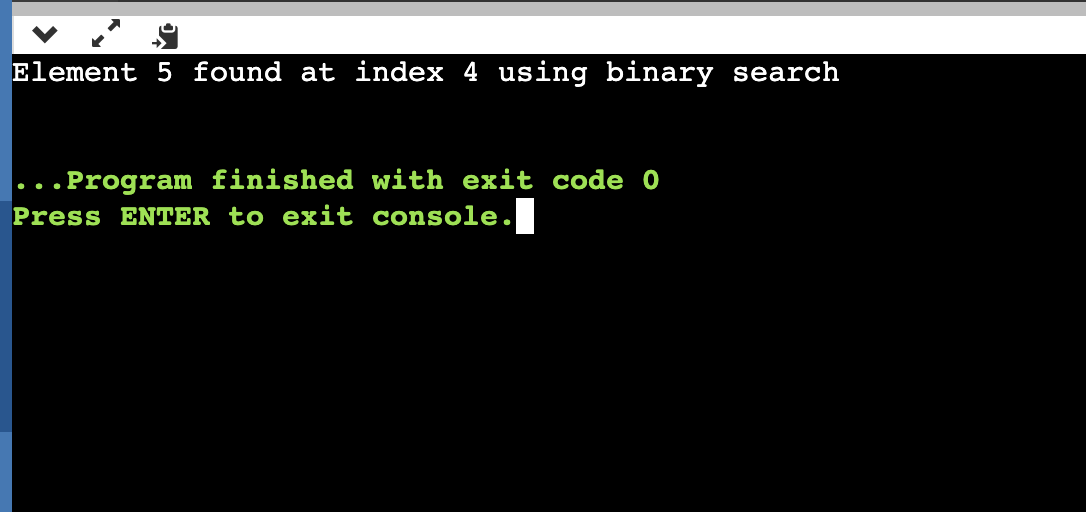 Element 5 found at index 4 using binary search
...Program finished with exit code 0
Press ENTER to exit console.